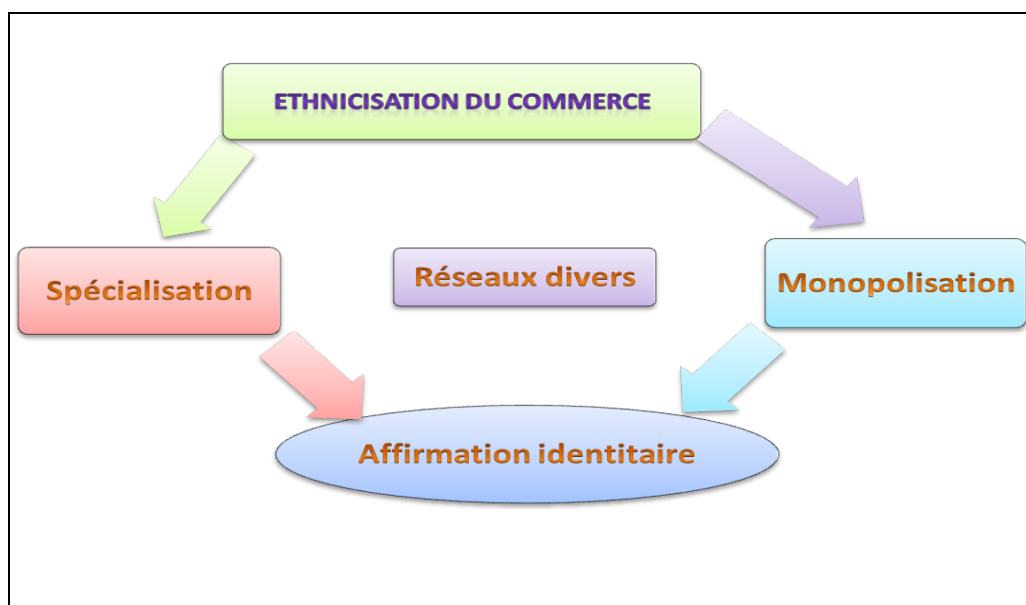 ETHNICISATION DU COMMERCE
Spécialisation
Réseaux divers
Monopolisation
Affirmation identitaire